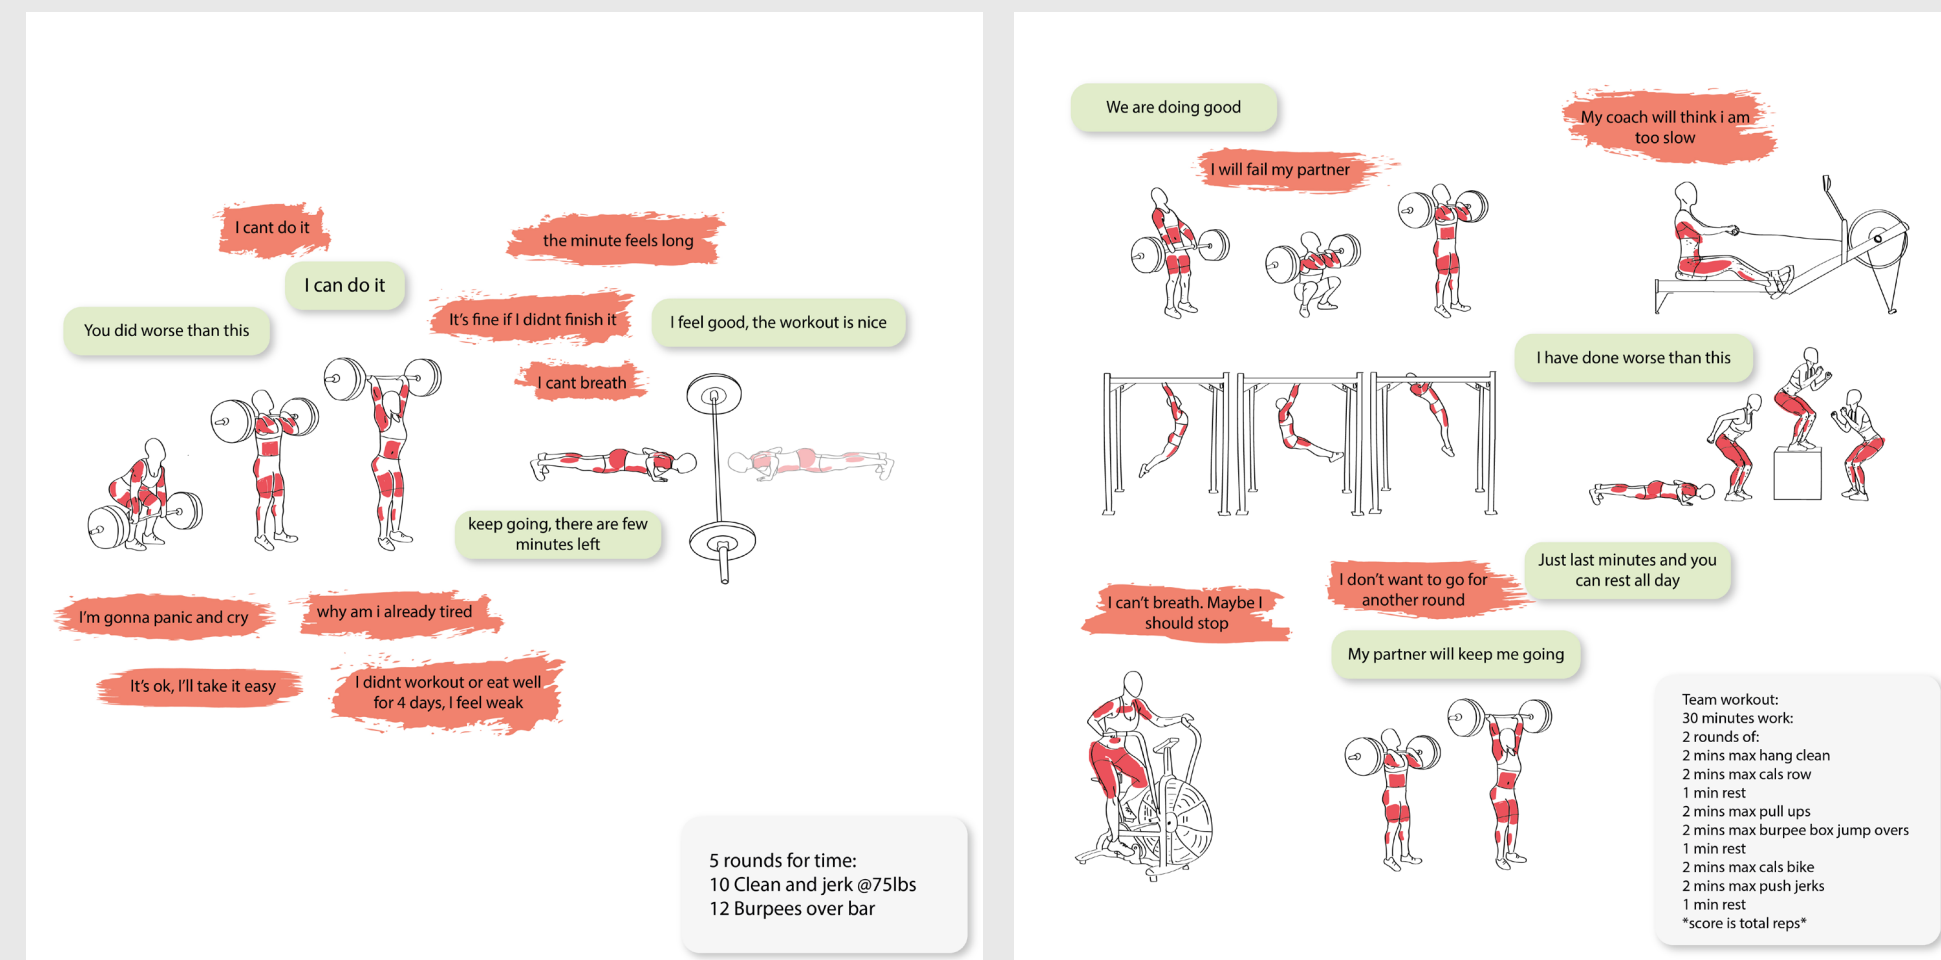 I cant do it
I can do it
You did worse than this
the minute feels long
It's fine if I didnt finish it
I feel good, the workout is nice
I cant breath
keep going, there are few
minutes left
I'm gonna panic and cry
why am i already tired
It's ok, I'll take it easy
I didnt workout or eat well
for 4 days, I feel weak
5 rounds for time:
10 Clean and jerk @75lbs
12 Burpees over bar
We are doing good
I will fail my partner
My coach will think i am
too slow
I have done worse than this
I can't breath. Maybe I
should stop
I don't want to go for
another round
Just last minutes and you
can rest all day
My partner will keep me going
Team workout:
30 minutes work:
2 rounds of:
2 mins max hang clean
2 mins max cals row
1 min rest
2 mins max pull ups
2 mins max burpee box jump overs
1 min rest
2 mins max cals bike
2 mins max push jerks
1 min rest
*score is total reps*